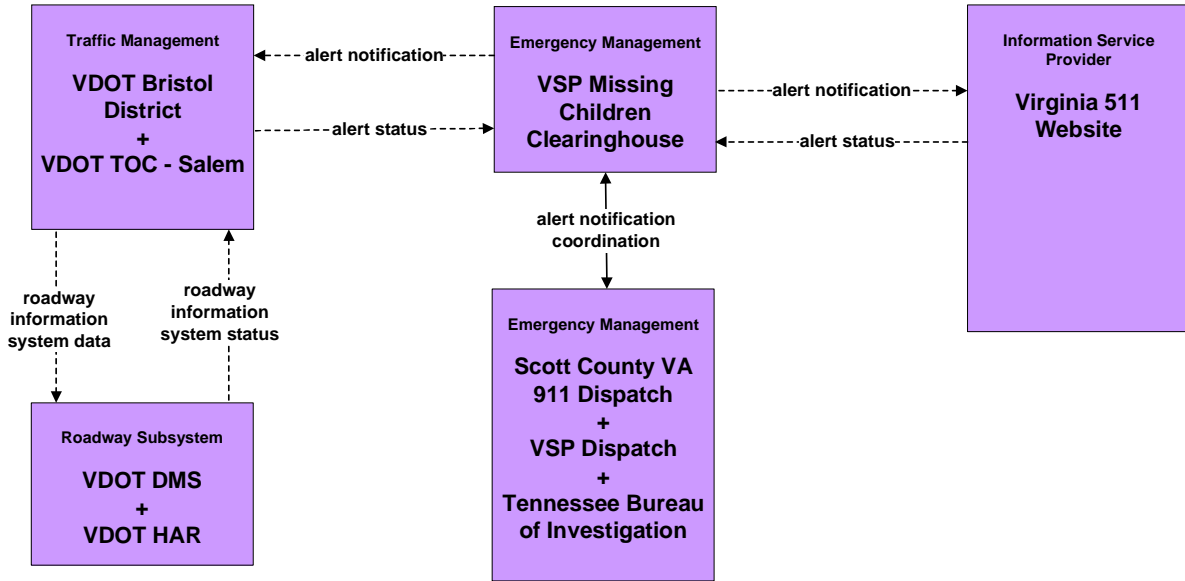 Traffic Management
VDOT Bristol
District
+
VDOT TOC - Salem
alert notification
alert status
Emergency Management
VSP Missing
Children
Clearinghouse
alert notification
alert status
Information Service
Provider
Virginia 511
Website
alert notification
coordination
roadway
information
system data
roadway
information
system status
Roadway Subsystem
VDOT DMS
+
VDOT HAR
Emergency Management
Scott County VA
911 Dispatch
+
VSP Dispatch
+
Tennessee Bureau
of Investigation